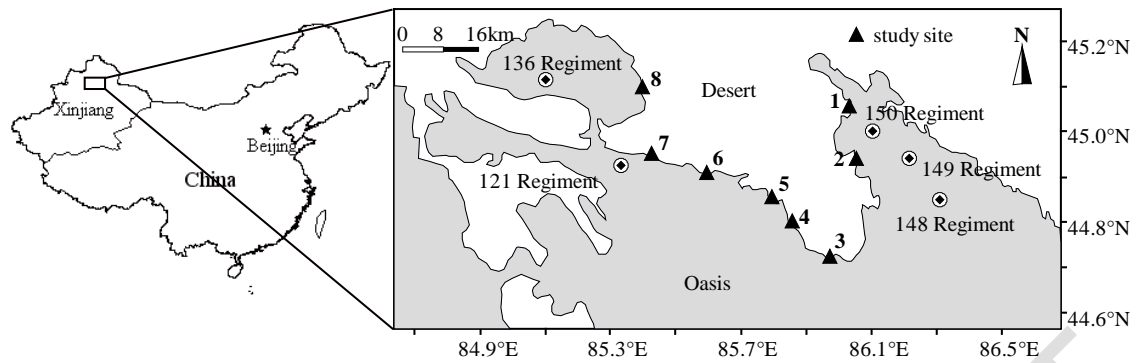 Xinjiang
Beijing
China
0 8 16km
study site
N
136 Regiment
8
Desert
1
150 Regiment
7
6
2
149 Regiment
121 Regiment
5
4
148 Regiment
3
Oasis
45.2°N
45.0°N
44.8°N
44.6°N
84.9°E 85.3°E 85.7°E 86.1°E 86.5°E